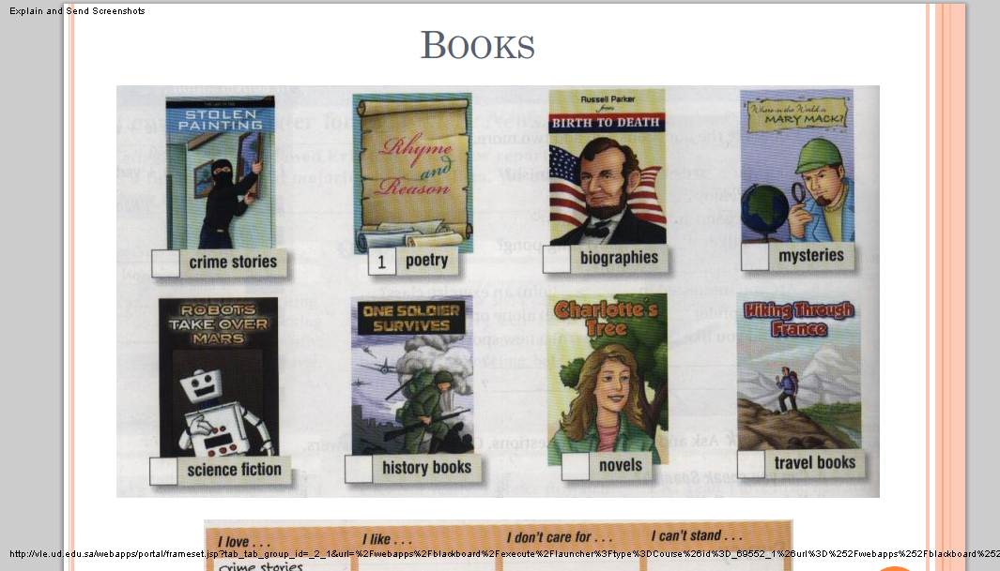 Explain and Send Screenshots
BOOKS
STOLEN
PAINTING
crime stories
Rhyme
and
Reason
1 poetry
Russell Parker
from
BIRTH TO DEATH
biographies
Where in the World is
MARY MACK?
mysteries
ROBOTS
TAKE OVER
MARS
science fiction
ONE SOLDIER
SURVIVES
history books
Charlotte's
Tree
novels
Hiking Through
France
travel books
I love . . . I like . . . I don't care for . . . I can't stand . . .
http://vle.ud.edu.sa/webapps/portal/frameset.jsp?tab_tab_group_id=_2_1&url=%2Fwebapps%2Fblackboard%2Fexecute%2Flauncher%3Ftype%3DCourse%26id%3D_69552_1%26url%3D%252Fwebapps%252Fblackboard%252
crime stories